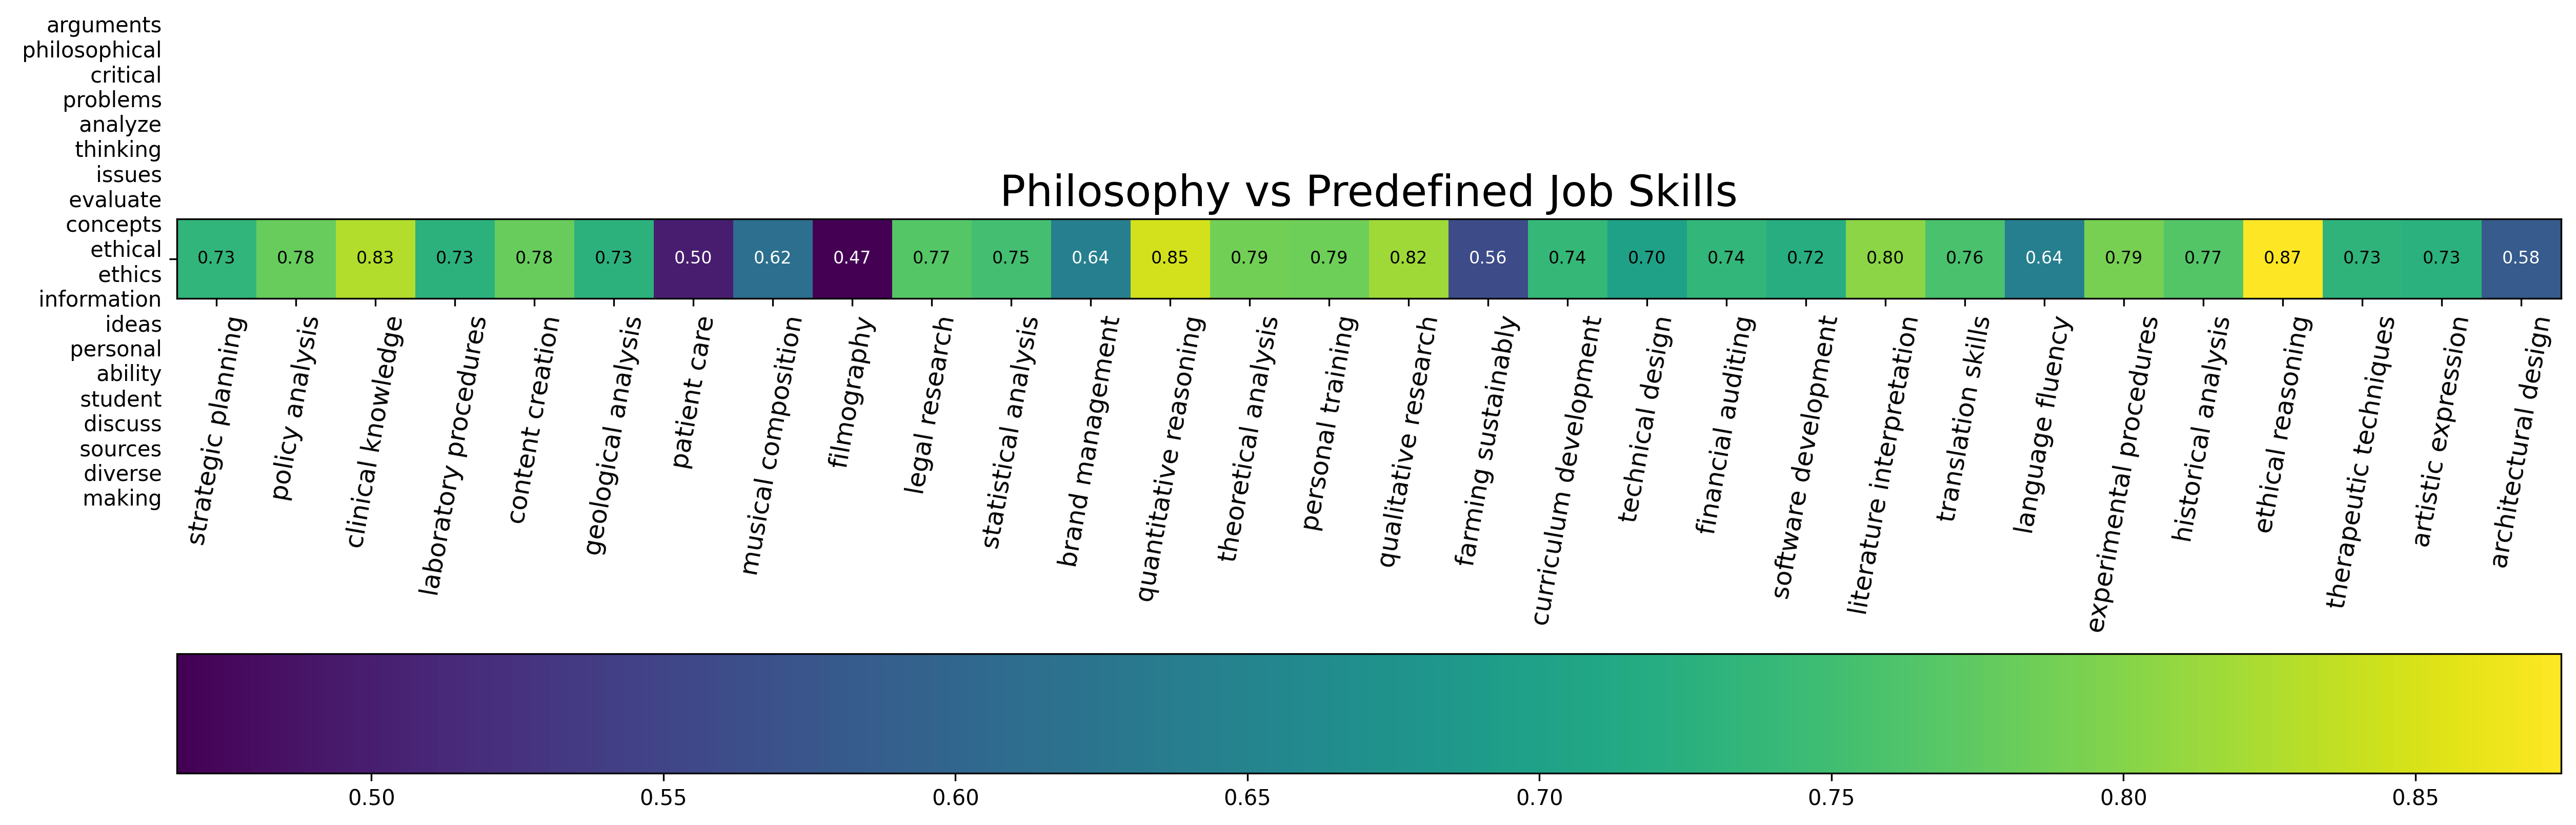 arguments
philosophical
critical
problems
analyze
thinking
issues
evaluate
concepts
ethical
ethics
information
ideas
personal
ability
student
discuss
sources
diverse
making
Philosophy vs Predefined Job Skills
0.73 0.78 0.83 0.73 0.78 0.73 0.50 0.62 0.47 0.77 0.75 0.64 0.85 0.79 0.79 0.82 0.56 0.74 0.70 0.74 0.72 0.80 0.76 0.64 0.79 0.77 0.87 0.73 0.73 0.58
strategic planning
policy analysis
clinical knowledge
laboratory procedures
content creation
geological analysis
patient care
musical composition
filmography
legal research
statistical analysis
brand management
quantitative reasoning
theoretical analysis
personal training
qualitative research
farming sustainably
curriculum development
technical design
financial auditing
software development
literature interpretation
translation skills
language fluency
experimental procedures
historical analysis
ethical reasoning
therapeutic techniques
artistic expression
architectural design
0.50 0.55 0.60 0.65 0.70 0.75 0.80 0.85